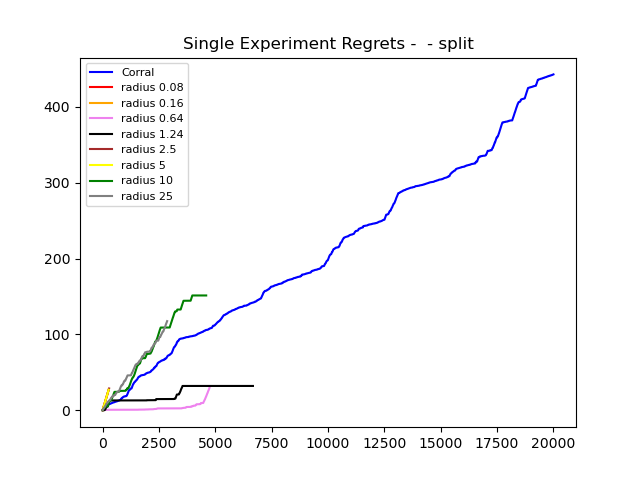 Single Experiment Regrets -  - split
Corral
radius 0.08
radius 0.16
radius 0.64
radius 1.24
radius 2.5
radius 5
radius 10
radius 25
400
300
200
100
0
0 2500 5000 7500 10000 12500 15000 17500 20000